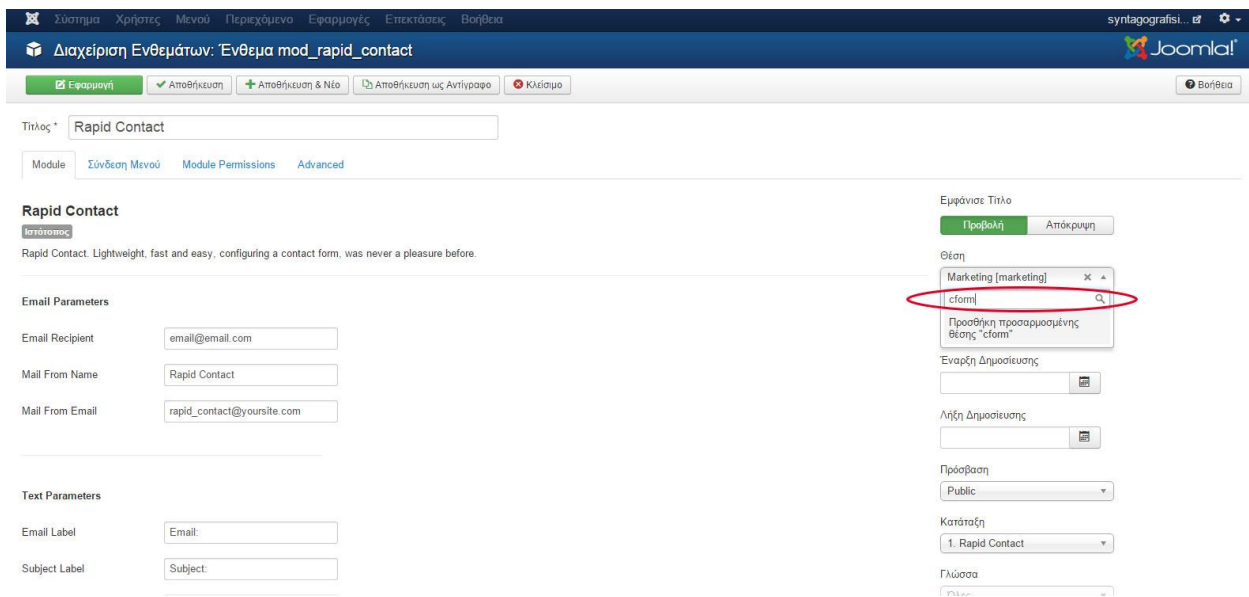 Σύστημα Χρήστες Μενού Περιεχόμενο Εφαρμογές Επεκτάσεις Βοήθεια syntagografisi...
Διαχείριση Ενθεμάτων: Ένθεμα mod_rapid_contact Joomla!
Εφαρμογή Αποθήκευση Αποθήκευση & Νέο Αποθήκευση ως Αντίγραφο Κλείσιμο Βοήθεια
Τίτλος * Rapid Contact
Module Σύνδεση Μενού Module Permissions Advanced
Rapid Contact
Ιστότοπος
Rapid Contact. Lightweight, fast and easy, configuring a contact form, was never a pleasure before.
Email Parameters
Email Recipient email@email.com
Mail From Name Rapid Contact
Mail From Email rapid_contact@yoursite.com
Text Parameters
Email Label Email:
Subject Label Subject:
Εμφάνισε Τίτλο
Προβολή Απόκρυψη
Θέση
Marketing [marketing]
cform
Προσθήκη προσαρμοσμένης
θέσης "cform"
Έναρξη Δημοσίευσης
Λήξη Δημοσίευσης
Πρόσβαση
Public
Κατάταξη
1. Rapid Contact
Γλώσσα
Όλες